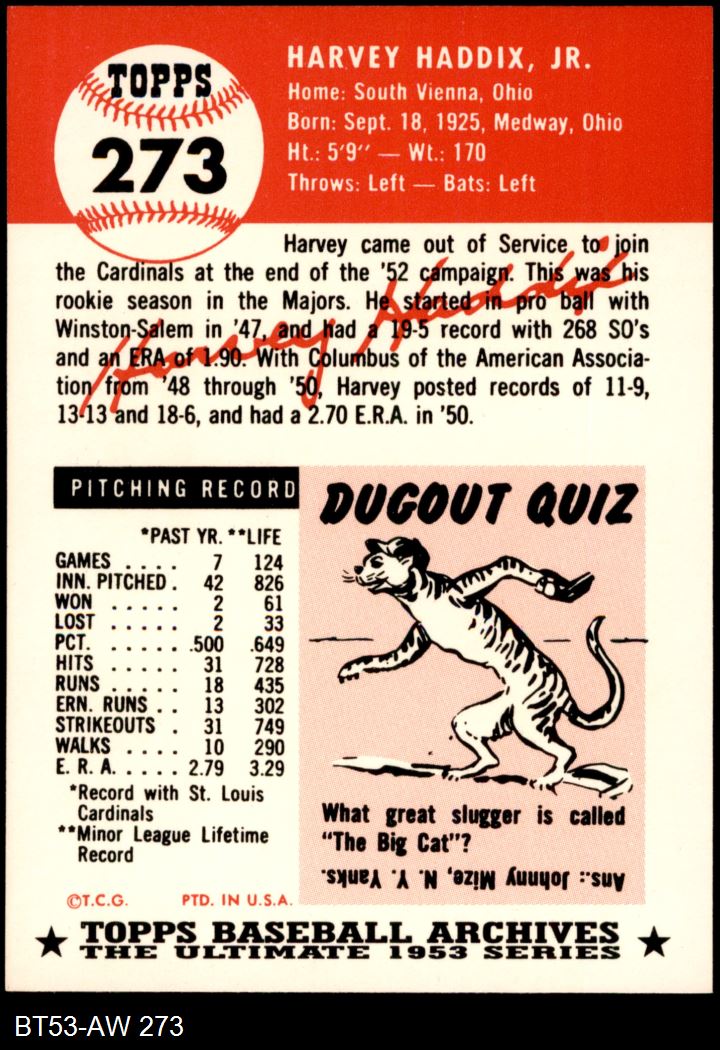 TOPPS
273
HARVEY HADDIX, JR.
Home: South Vienna, Ohio
Born: Sept. 18, 1925, Medway, Ohio
Ht.: 5'9" — Wt.: 170
Throws: Left — Bats: Left
Harvey came out of Service to join
the Cardinals at the end of the '52 campaign. This was his
rookie season in the Majors. He started in pro ball with
Winston-Salem in '47, and had a 19-5 record with 268 SO's
and an ERA of 1.90. With Columbus of the American Associa-
tion from '48 through '50, Harvey posted records of 11-9,
13-13 and 18-6, and had a 2.70 E.R.A. in '50.
Harvey Haddix
PITCHING RECORD
*PAST YR. **LIFE
GAMES . . . . 7 124
INN. PITCHED . 42 826
WON . . . . . 2 61
LOST . . . . . 2 33
PCT. . . . . . .500 .649
HITS . . . . . 31 728
RUNS . . . . . 18 435
ERN. RUNS . . 13 302
STRIKEOUTS . 31 749
WALKS . . . . 10 290
E. R. A. . . . . 2.79 3.29
*Record with St. Louis
Cardinals
**Minor League Lifetime
Record
DUGOUT QUIZ
What great slugger is called
"The Big Cat"?
Ans.: Johnny Mize, N. Y. Yanks.
©T.C.G. PTD. IN U.S.A.
★ TOPPS BASEBALL ARCHIVES ★
THE ULTIMATE 1953 SERIES
BT53-AW 273